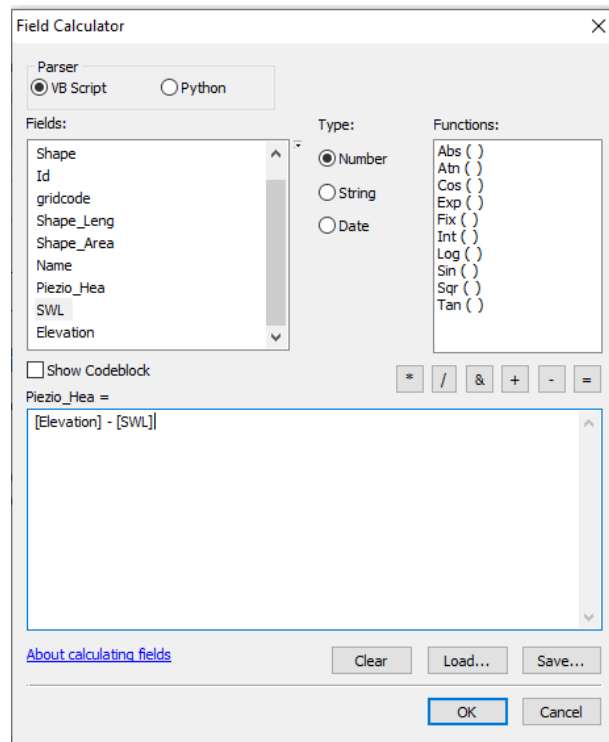 Field Calculator
Parser
VB Script Python
Fields: Type: Functions:
Shape
Id
gridcode
Shape_Leng
Shape_Area
Name
Piezio_Hea
SWL
Elevation
Number
String
Date
Abs ( )
Atn ( )
Cos ( )
Exp ( )
Fix ( )
Int ( )
Log ( )
Sin ( )
Sqr ( )
Tan ( )
Show Codeblock
* / & + - =
Piezio_Hea =
[Elevation] - [SWL]
About calculating fields Clear Load... Save...
OK Cancel